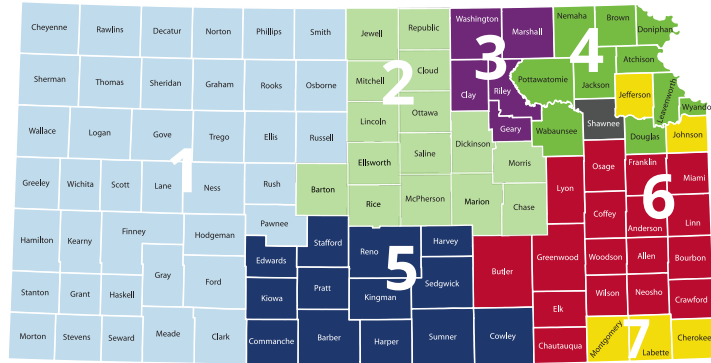 Cheyenne Rawlins Decatur Norton Phillips Smith Jewell Republic Washington Marshall Nemaha Brown Doniphan
Sherman Thomas Sheridan Graham Rooks Osborne Mitchell Cloud Clay Riley Pottawatomie Jackson Atchison
Jefferson Leavenworth Wyando
Wallace Logan Gove Trego Ellis Russell Lincoln Ottawa Geary Wabaunsee Shawnee Douglas Johnson
Greeley Wichita Scott Lane Ness Rush Barton Ellsworth Saline Dickinson Morris Lyon Osage Franklin Miami
Hamilton Kearny Finney Hodgeman Pawnee Rice McPherson Marion Chase Coffey Anderson Linn
Edwards Stafford Reno Harvey
Stanton Grant Haskell Gray Ford Kiowa Pratt Kingman Sedgwick Butler Greenwood Woodson Allen Bourbon
Elk Wilson Neosho Crawford
Morton Stevens Seward Meade Clark Commanche Barber Harper Sumner Cowley Chautauqua Montgomery Labette Cherokee
1
2
3
4
5
6
7